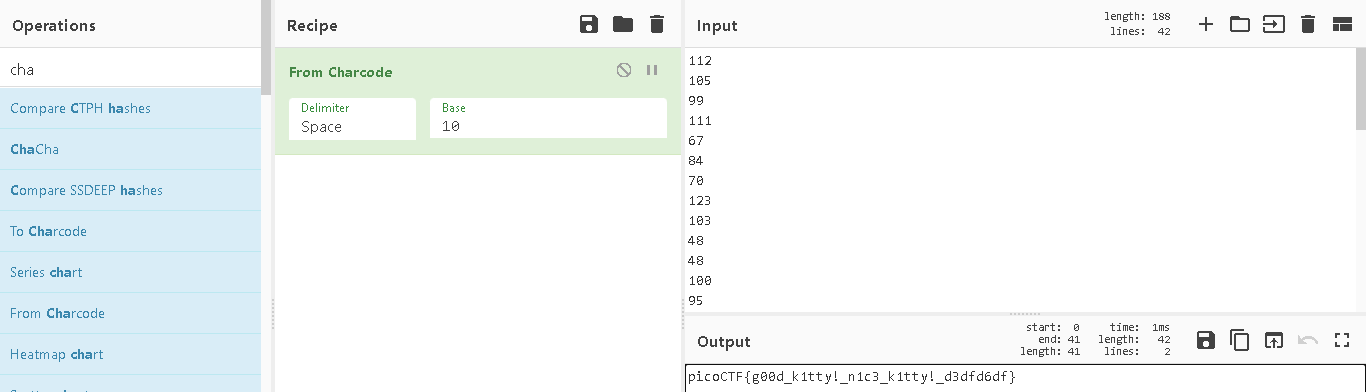 Operations
cha
Compare CTPH hashes
ChaCha
Compare SSDEEP hashes
To Charcode
Series chart
From Charcode
Heatmap chart
Recipe
From Charcode
Delimiter
Space
Base
10
Input
length: 188
lines: 42
112
105
99
111
67
84
70
123
103
48
48
100
95
Output
start: 0 time: 1ms
end: 41 length: 42
length: 41 lines: 2
picoCTF{g00d_k1tty!_n1c3_k1tty!_d3dfd6df}